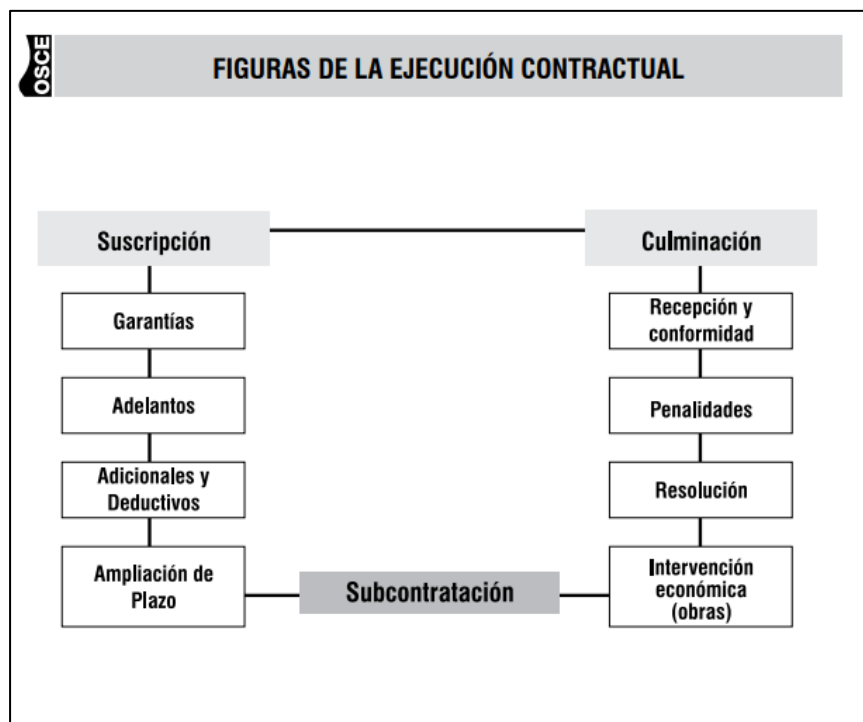 OSCE
FIGURAS DE LA EJECUCIÓN CONTRACTUAL
Suscripción
Garantías
Adelantos
Adicionales y
Deductivos
Ampliación de
Plazo
Subcontratación
Culminación
Recepción y
conformidad
Penalidades
Resolución
Intervención
económica
(obras)